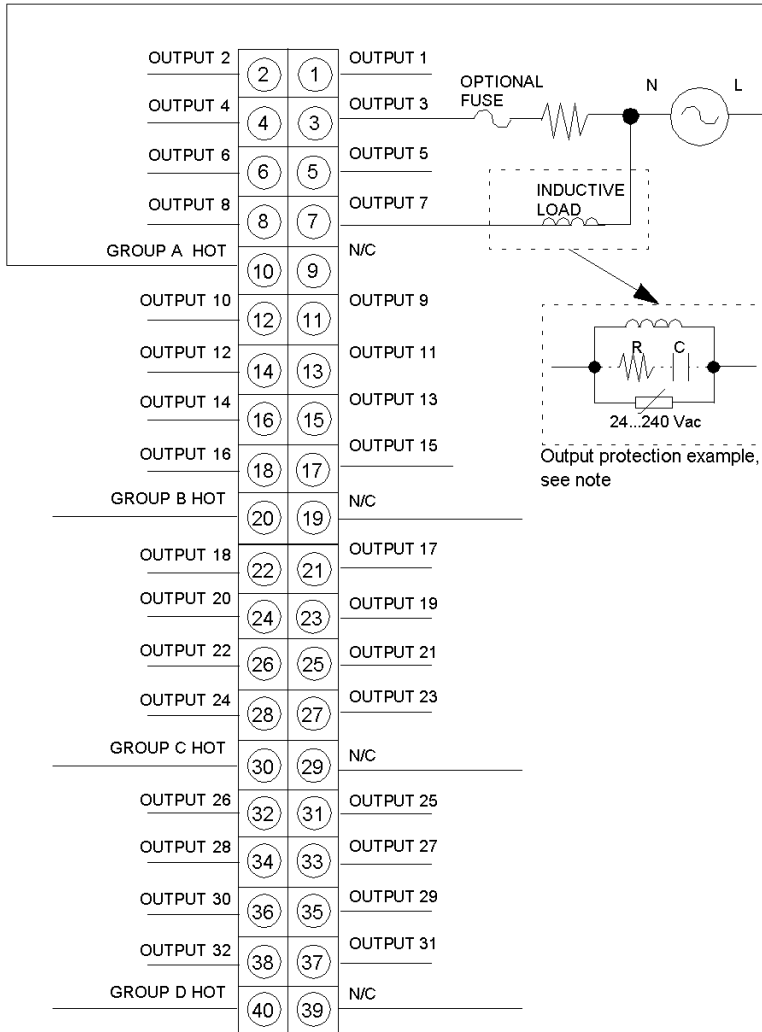 OUTPUT 2 2 1 OUTPUT 1
OPTIONAL
FUSE
N L
OUTPUT 4 4 3 OUTPUT 3
OUTPUT 6 6 5 OUTPUT 5
INDUCTIVE
LOAD
OUTPUT 8 8 7 OUTPUT 7
GROUP A HOT 10 9 N/C
OUTPUT 10 12 11 OUTPUT 9
OUTPUT 12 14 13 OUTPUT 11
R C
OUTPUT 14 16 15 OUTPUT 13
24...240 Vac
OUTPUT 16 18 17 OUTPUT 15
Output protection example,
see note
GROUP B HOT 20 19 N/C
OUTPUT 18 22 21 OUTPUT 17
OUTPUT 20 24 23 OUTPUT 19
OUTPUT 22 26 25 OUTPUT 21
OUTPUT 24 28 27 OUTPUT 23
GROUP C HOT 30 29 N/C
OUTPUT 26 32 31 OUTPUT 25
OUTPUT 28 34 33 OUTPUT 27
OUTPUT 30 36 35 OUTPUT 29
OUTPUT 32 38 37 OUTPUT 31
GROUP D HOT 40 39 N/C